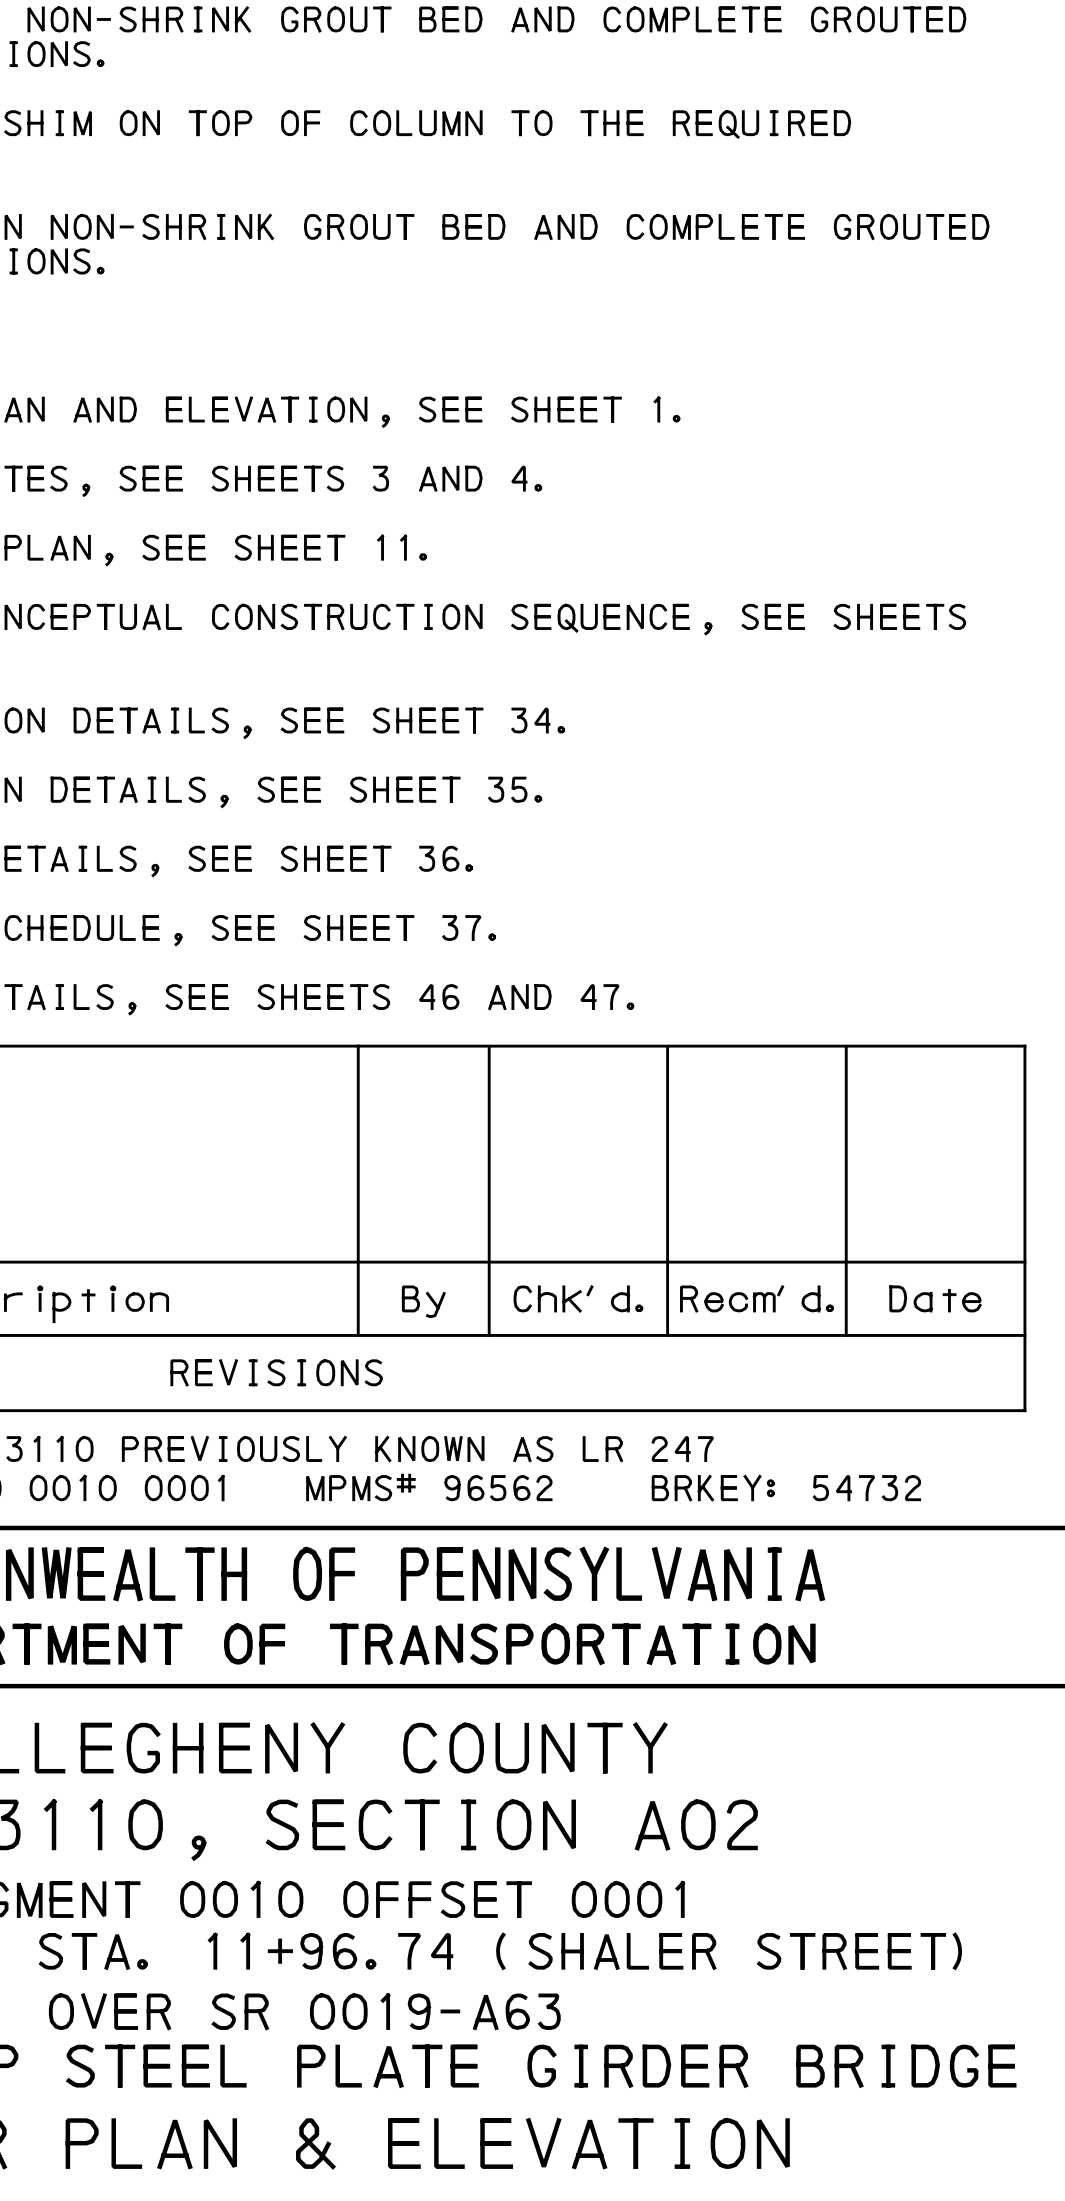 NON-SHRINK GROUT BED AND COMPLETE GROUTED
IONS.
SHIM ON TOP OF COLUMN TO THE REQUIRED
N NON-SHRINK GROUT BED AND COMPLETE GROUTED
IONS.
AN AND ELEVATION, SEE SHEET 1.
TES, SEE SHEETS 3 AND 4.
PLAN, SEE SHEET 11.
NCEPTUAL CONSTRUCTION SEQUENCE, SEE SHEETS
ON DETAILS, SEE SHEET 34.
N DETAILS, SEE SHEET 35.
ETAILS, SEE SHEET 36.
CHEDULE, SEE SHEET 37.
TAILS, SEE SHEETS 46 AND 47.
ription By Chk'd. Recm'd. Date
REVISIONS
3110 PREVIOUSLY KNOWN AS LR 247
0010 0001 MPMS# 96562 BRKEY: 54732
NWEALTH OF PENNSYLVANIA
RTMENT OF TRANSPORTATION
LLEGHENY COUNTY
3110, SECTION A02
GMENT 0010 OFFSET 0001
STA. 11+96.74 (SHALER STREET)
OVER SR 0019-A63
P STEEL PLATE GIRDER BRIDGE
R PLAN & ELEVATION